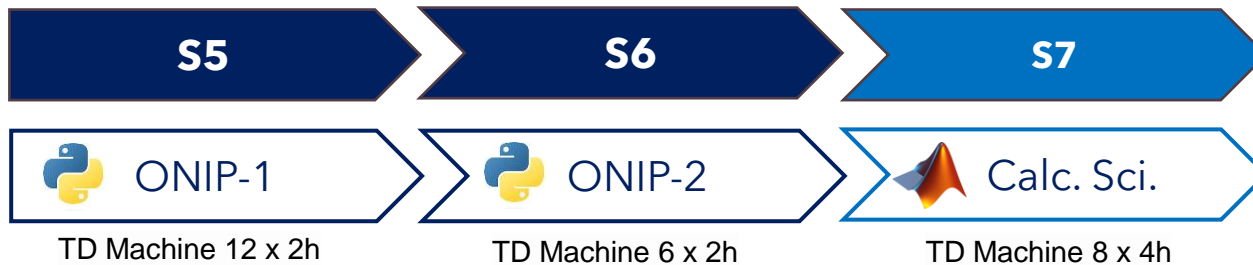 S5
S6
S7
ONIP-1
ONIP-2
Calc. Sci.
TD Machine 12 x 2h
TD Machine 6 x 2h
TD Machine 8 x 4h